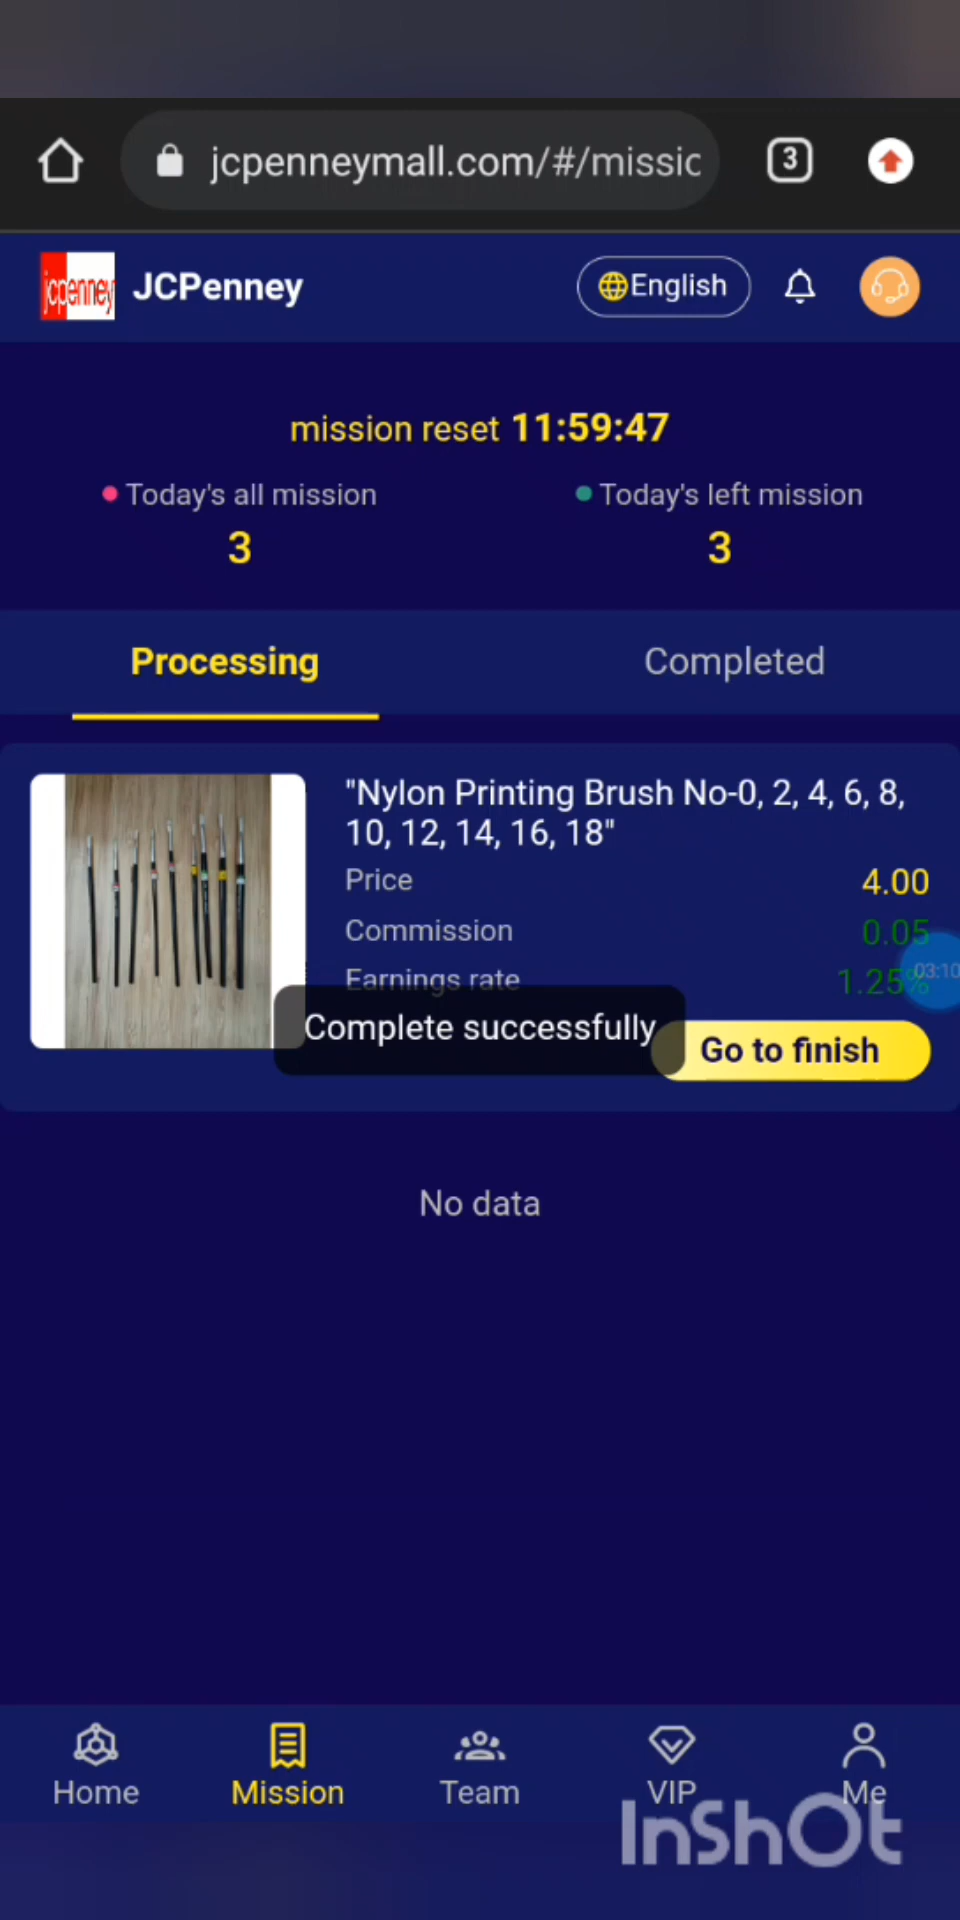 jcpenneymall.com/#/missic
3
jcpenney
JCPenney
English
mission reset 11:59:47
Today's all mission
Today's left mission
3
3
Processing
Completed
"Nylon Printing Brush No-0, 2, 4, 6, 8,
10, 12, 14, 16, 18"
Price
4.00
Commission
0.05
Earnings rate
1.25%
03:10
Complete successfully
Go to finish
No data
Home
Mission
Team
VIP
Me
InShOt